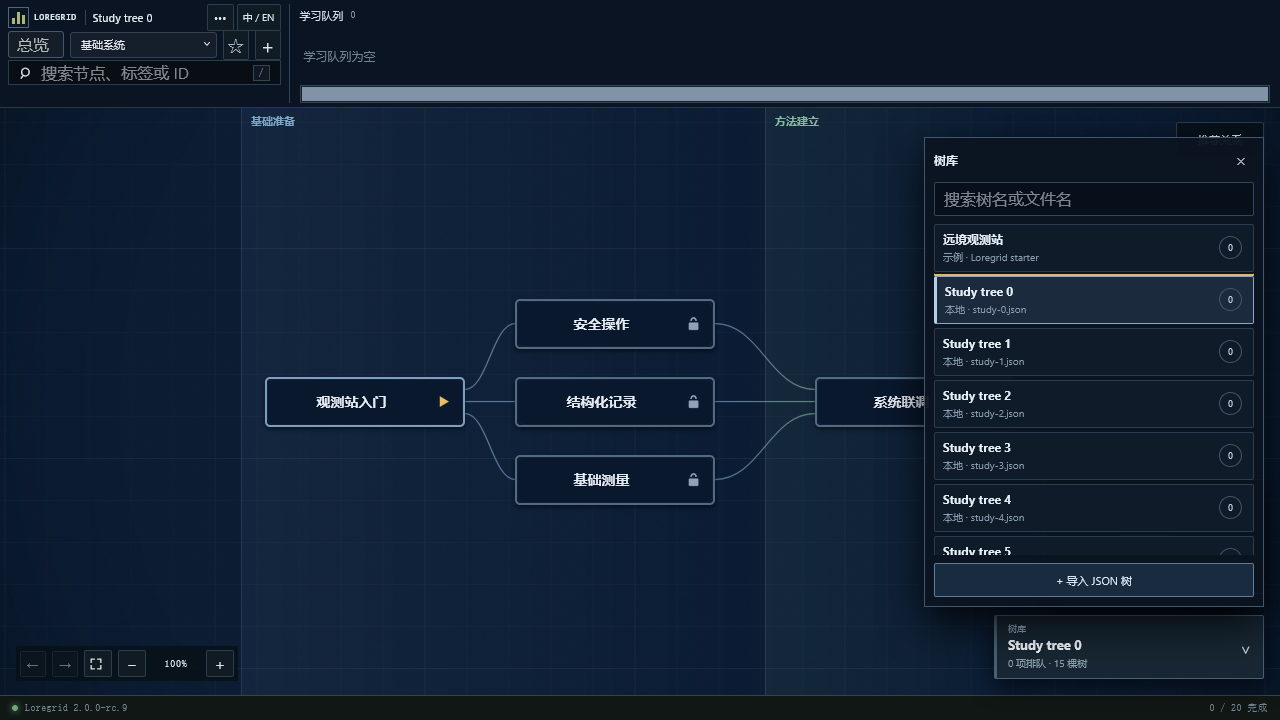 LOREGRID Study tree 0 ••• 中 / EN
总览 基础系统 ☆ +
搜索节点、标签或 ID /
学习队列 0
学习队列为空
基础准备
方法建立
观测站入门
安全操作
结构化记录
基础测量
系统联调
树库 ×
搜索树名或文件名
远境观测站 0
示例 · Loregrid starter
Study tree 0 0
本地 · study-0.json
Study tree 1 0
本地 · study-1.json
Study tree 2 0
本地 · study-2.json
Study tree 3 0
本地 · study-3.json
Study tree 4 0
本地 · study-4.json
Study tree 5
+ 导入 JSON 树
树库
Study tree 0
0 项排队 · 15 棵树
← → − 100% +
Loregrid 2.0.0-rc.9
0 / 20 完成